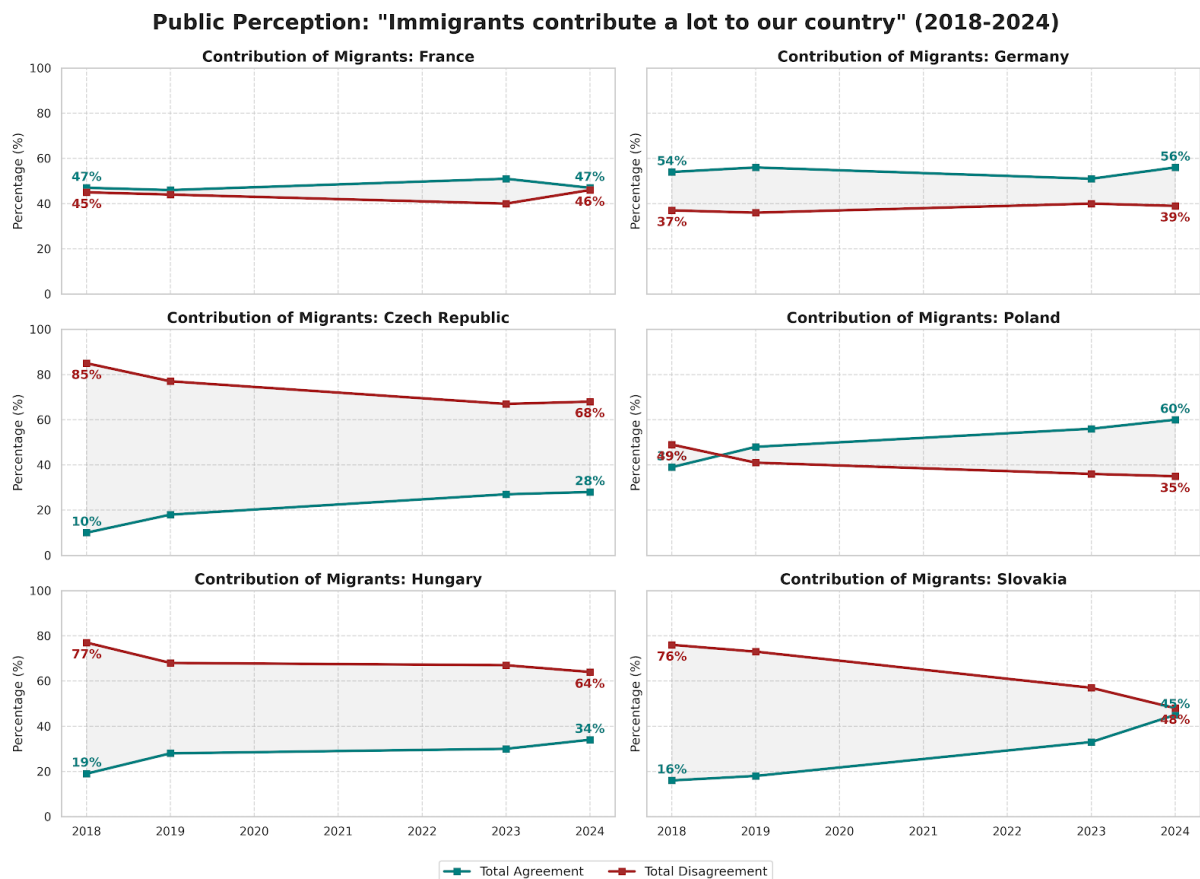 Public Perception: "Immigrants contribute a lot to our country" (2018-2024)
Contribution of Migrants: France
Percentage (%)
100
80
60
40
20
0
47%
45%
47%
46%
Contribution of Migrants: Germany
Percentage (%)
54%
37%
56%
39%
Contribution of Migrants: Czech Republic
Percentage (%)
100
80
60
40
20
0
85%
10%
68%
28%
Contribution of Migrants: Poland
Percentage (%)
60%
35%
Contribution of Migrants: Hungary
Percentage (%)
100
80
60
40
20
0
77%
19%
64%
34%
2018 2019 2020 2021 2022 2023 2024
Contribution of Migrants: Slovakia
Percentage (%)
76%
16%
45%
48%
2018 2019 2020 2021 2022 2023 2024
Total Agreement Total Disagreement